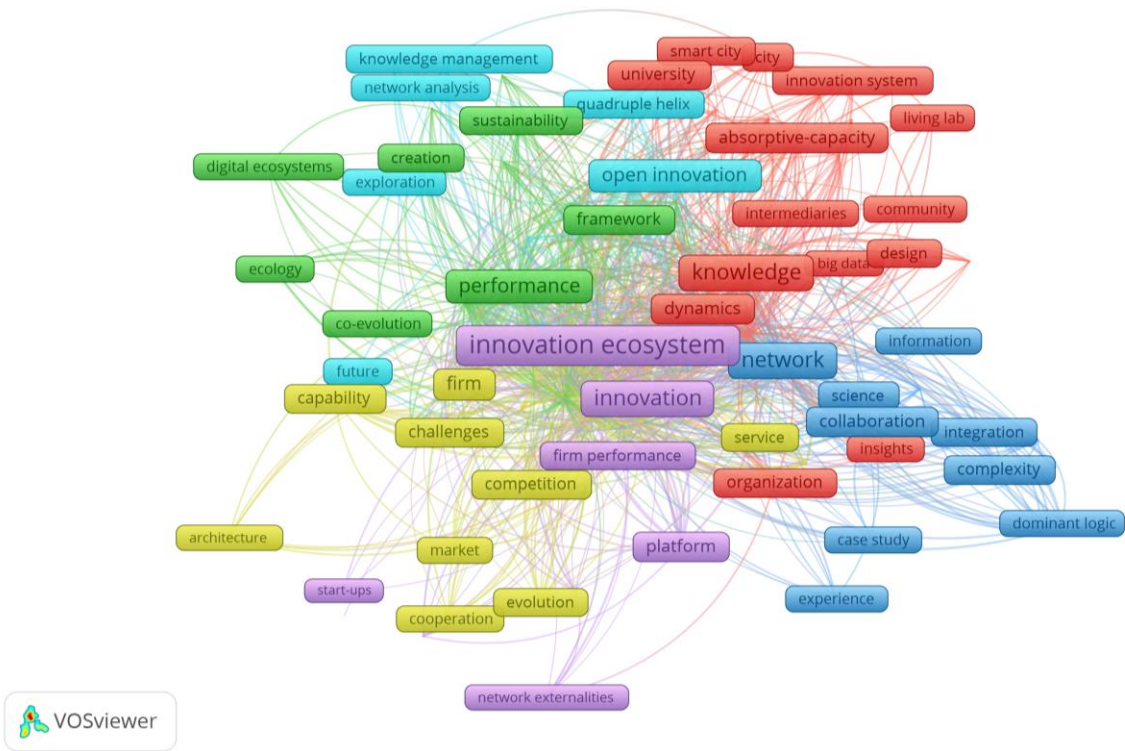 smart city
city
knowledge management
university
innovation system
network analysis
quadruple helix
sustainability
living lab
absorptive-capacity
creation
digital ecosystems
open innovation
exploration
intermediaries
community
framework
design
big data
ecology
knowledge
performance
dynamics
co-evolution
information
innovation ecosystem
network
future
firm
capability
innovation
science
collaboration
challenges
service
integration
insights
firm performance
complexity
competition
organization
dominant logic
architecture
case study
platform
market
start-ups
experience
evolution
cooperation
network externalities
VOSviewer